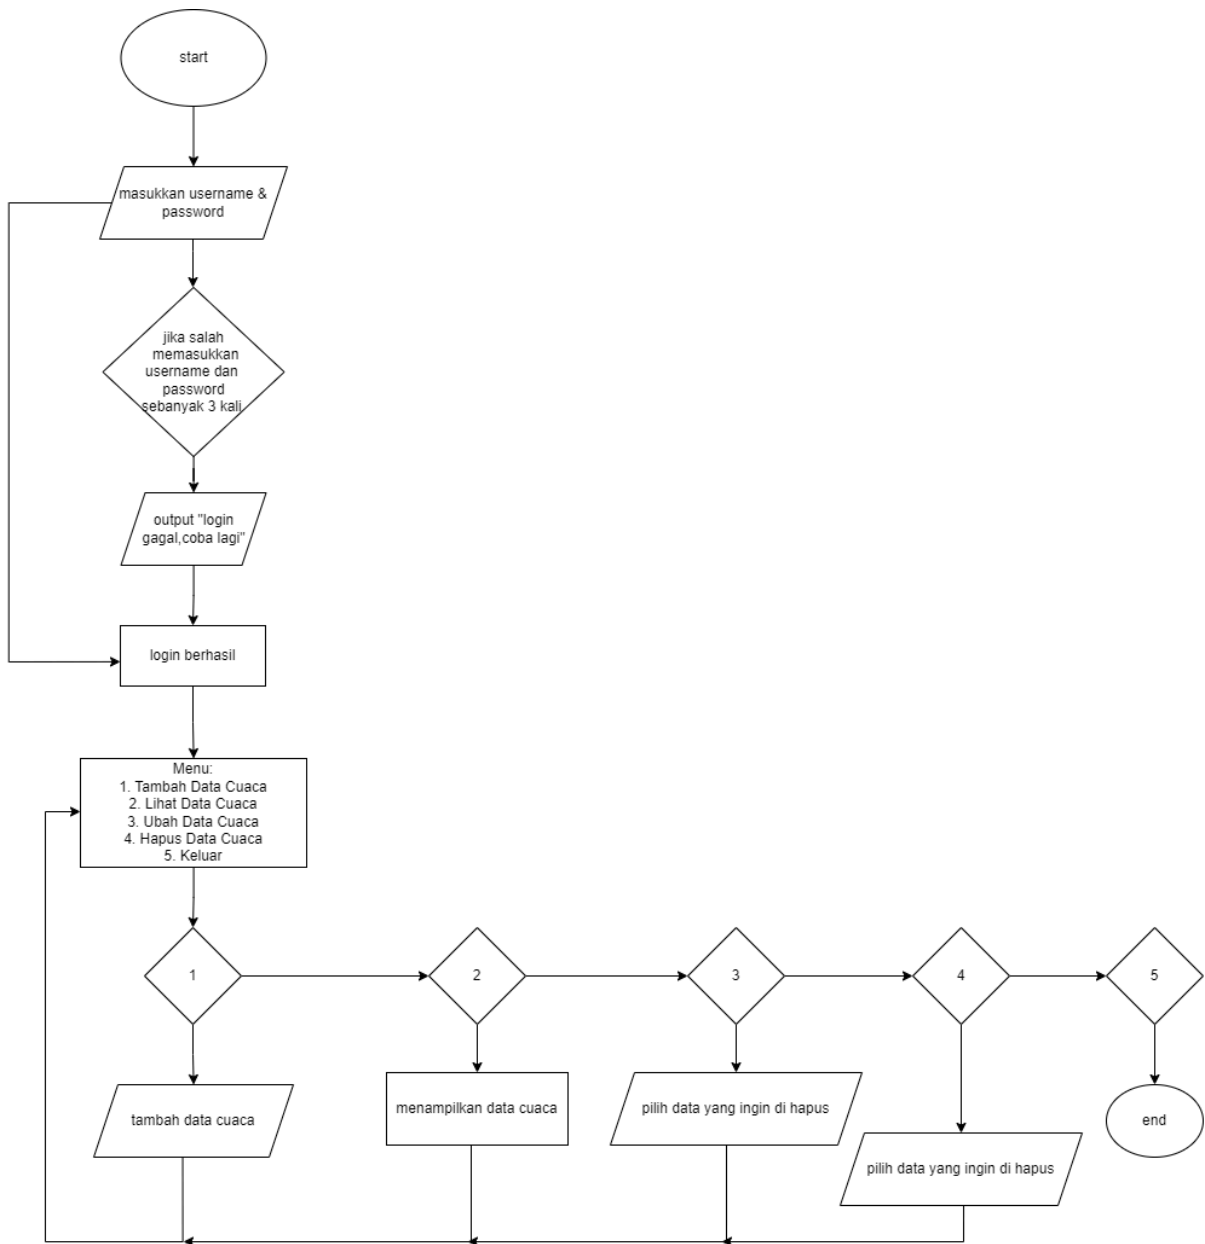 start
masukkan username &
password
jika salah
memasukkan
username dan
password
sebanyak 3 kali
output "login
gagal,coba lagi"
login berhasil
Menu:
1. Tambah Data Cuaca
2. Lihat Data Cuaca
3. Ubah Data Cuaca
4. Hapus Data Cuaca
5. Keluar
1
2
3
4
5
tambah data cuaca
menampilkan data cuaca
pilih data yang ingin di hapus
pilih data yang ingin di hapus
end